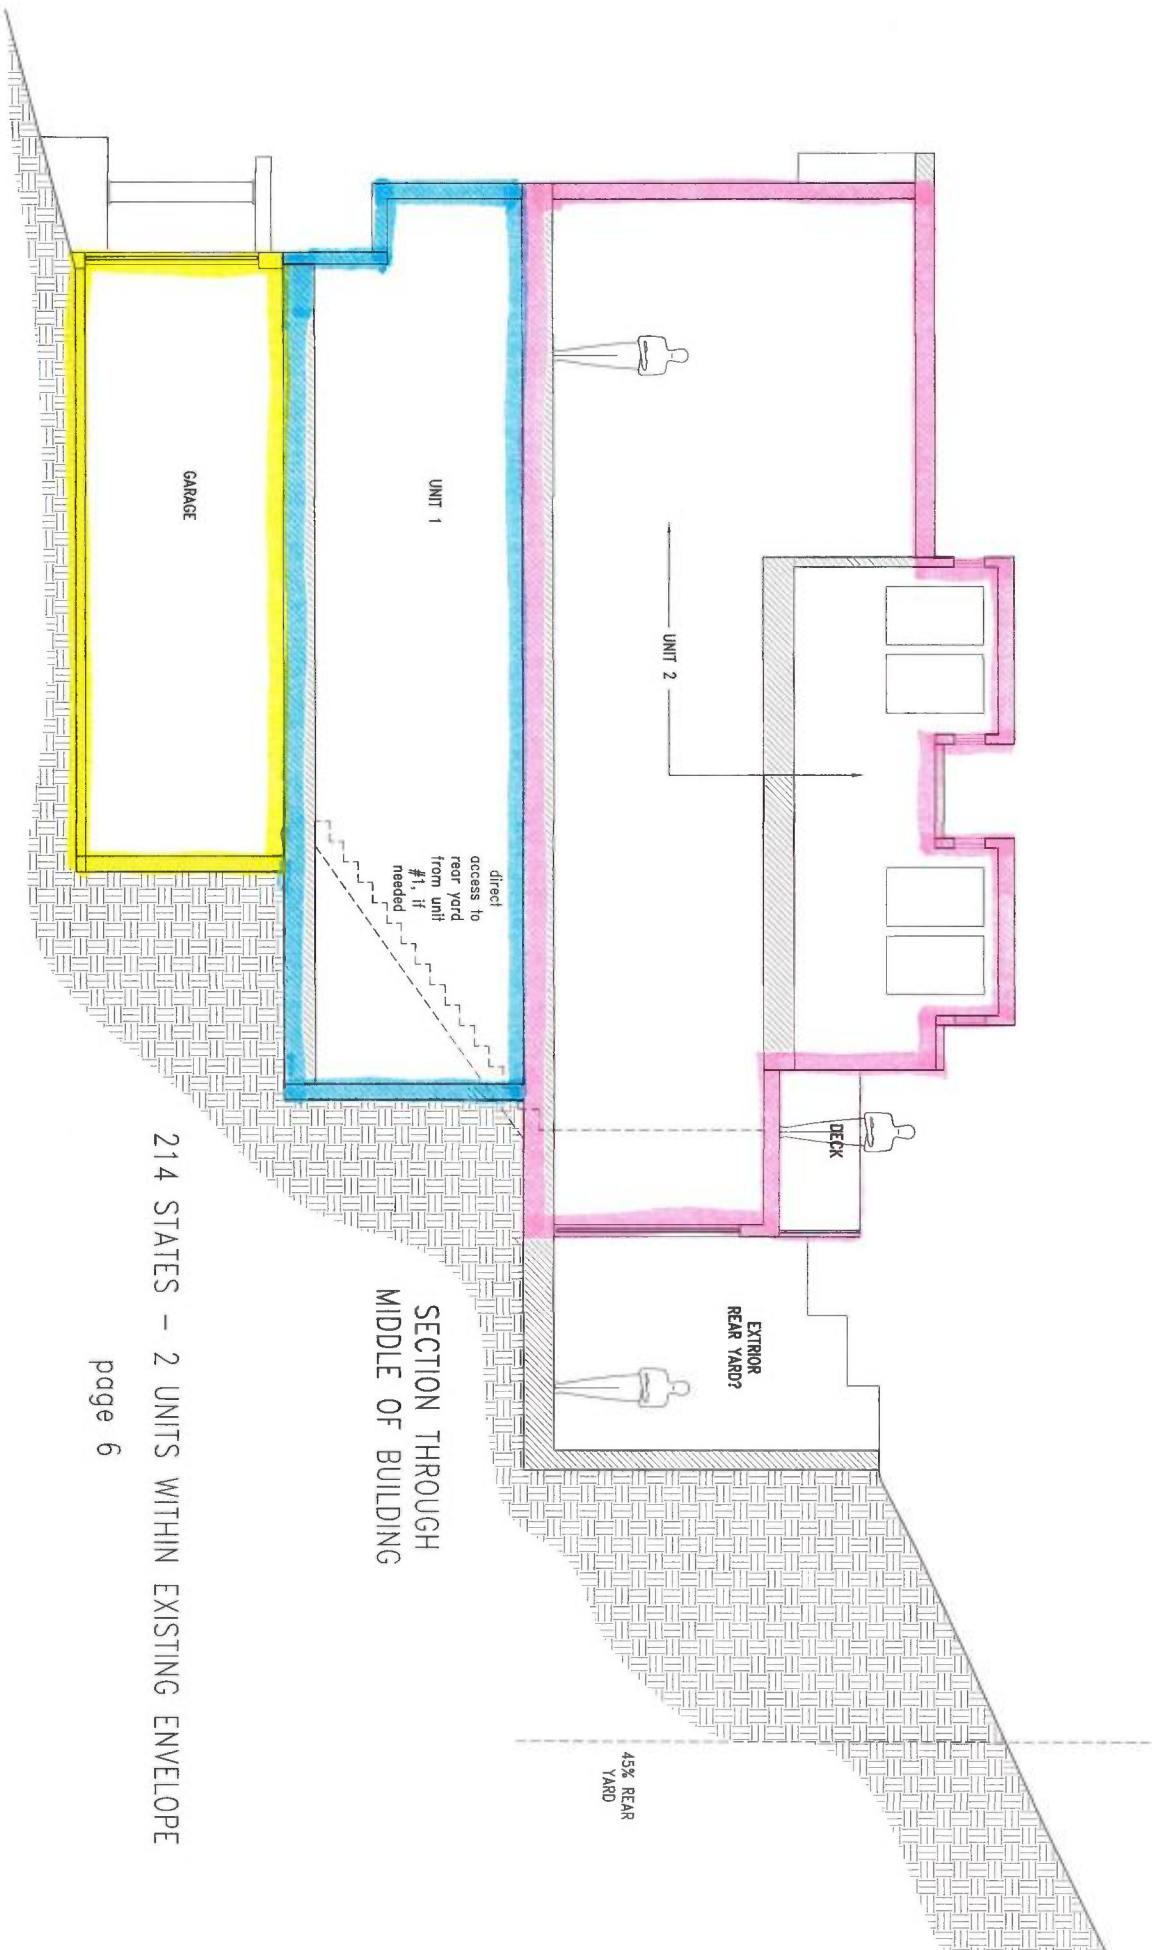 DECK
EXTRIOR
REAR YARD?
UNIT 2
45% REAR
YARD
direct
access to
rear yard
from unit
#1, if
needed
UNIT 1
GARAGE
SECTION THROUGH
MIDDLE OF BUILDING
214 STATES - 2 UNITS WITHIN EXISTING ENVELOPE
page 6